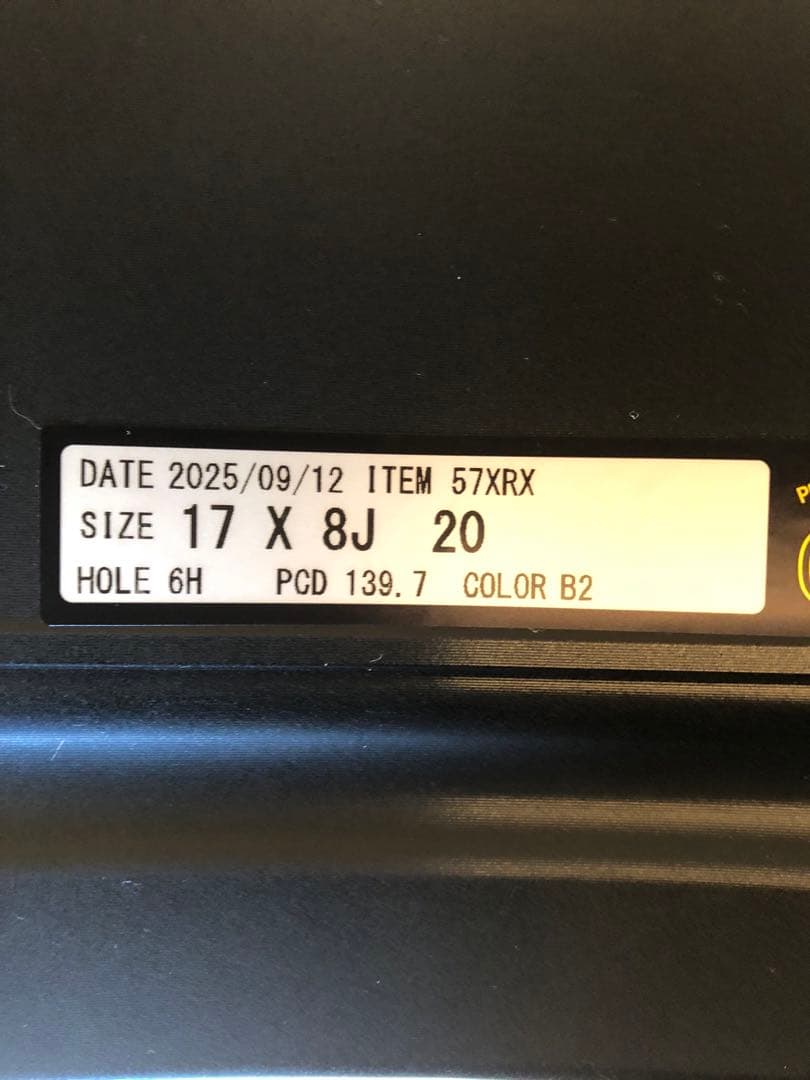 DATE 2025/09/12 ITEM 57XRX
SIZE 17 X 8J 20
HOLE 6H PCD 139.7 COLOR B2